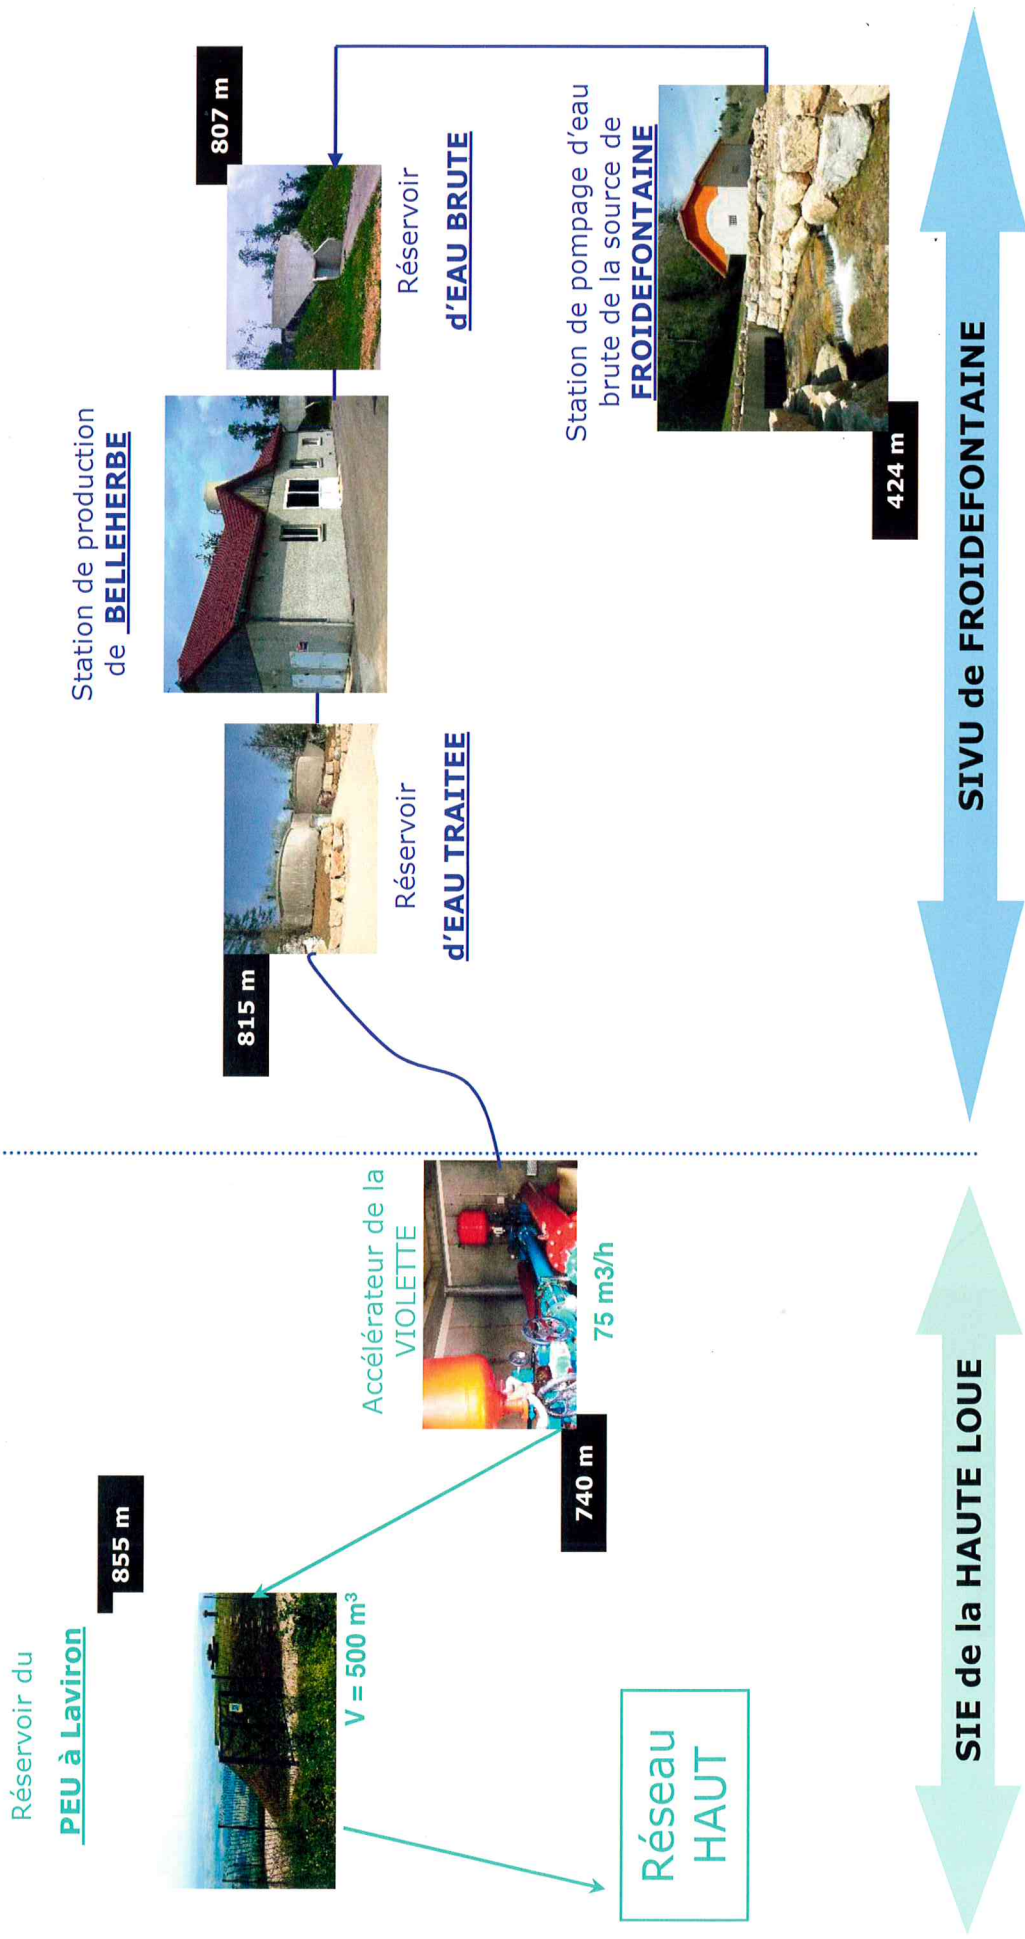 Réservoir du
PEU à Laviron
855 m
V = 500 m³
Réseau
HAUT
Accélérateur de la
VIOLETTE
75 m3/h
740 m
815 m
Réservoir
d'EAU TRAITEE
Station de production
de BELLEHERBE
807 m
Réservoir
d'EAU BRUTE
Station de pompage d'eau
brute de la source de
FROIDEFONTAINE
424 m
SIE de la HAUTE LOUE
SIVU de FROIDEFONTAINE